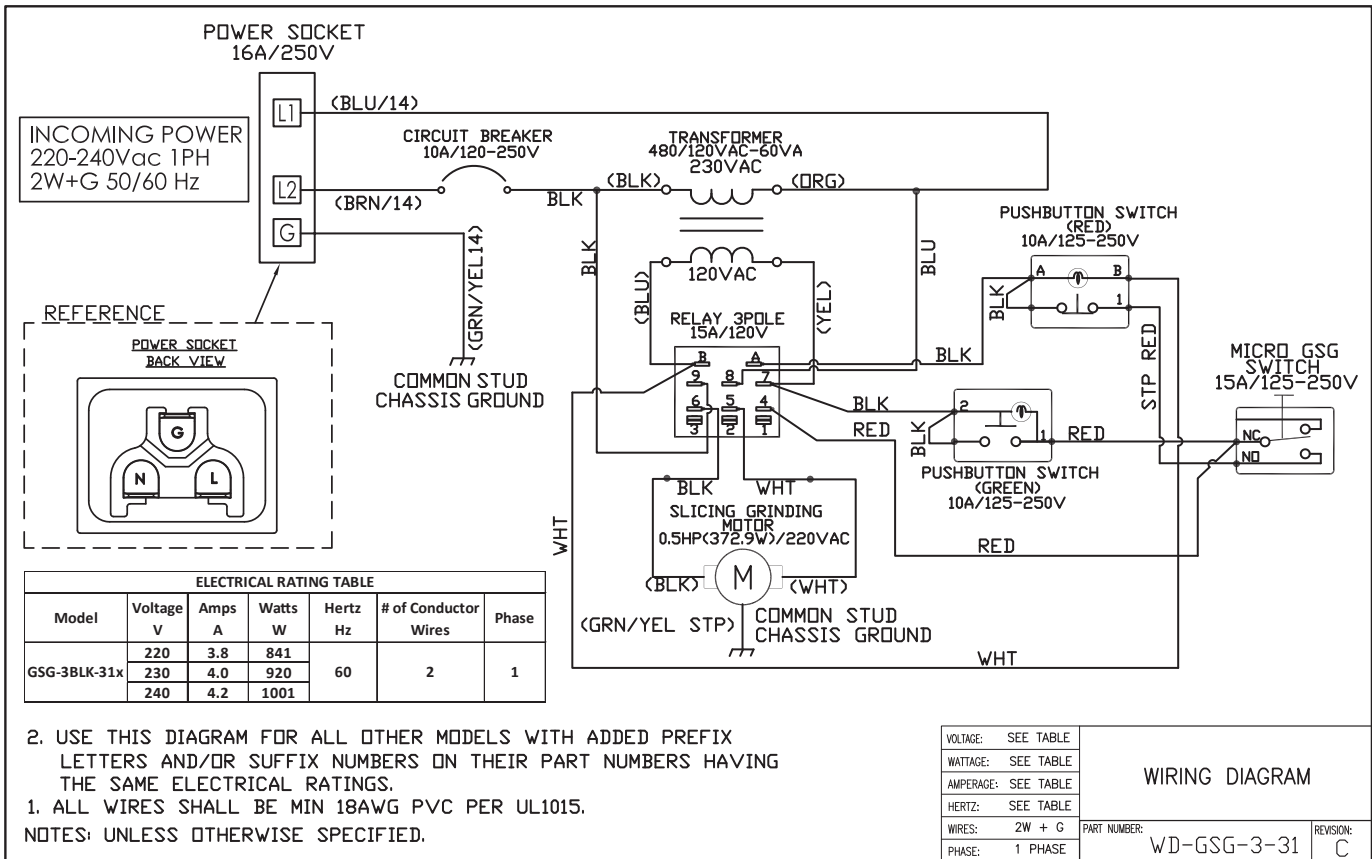 POWER SOCKET
16A/250V
L1
(BLU/14)
INCOMING POWER
220-240Vac 1PH
2W+G 50/60 Hz
L2
(BRN/14)
G
CIRCUIT BREAKER
10A/120-250V
BLK
(BLK)
TRANSFORMER
480/120VAC-60VA
230VAC
(ORG)
120VAC
BLK
(BLU)
(YEL)
BLU
(GRN/YEL14)
COMMON STUD
CHASSIS GROUND
RELAY 3POLE
15A/120V
B
A
9
8
7
6
5
4
3
2
1
BLK
PUSHBUTTON SWITCH
(RED)
10A/125-250V
A
B
1
BLK
STP RED
MICRO GSG
SWITCH
15A/125-250V
NC
NO
BLK
RED
BLK
2
1
RED
PUSHBUTTON SWITCH
(GREEN)
10A/125-250V
RED
BLK
WHT
SLICING GRINDING
MOTOR
0.5HP(372.9W)/220VAC
M
(BLK)
(WHT)
(GRN/YEL STP)
COMMON STUD
CHASSIS GROUND
WHT
WHT
REFERENCE
POWER SOCKET
BACK VIEW
G
N
L
ELECTRICAL RATING TABLE
Model
Voltage
V
Amps
A
Watts
W
Hertz
Hz
# of Conductor
Wires
Phase
GSG-3BLK-31x
220 3.8 841
230 4.0 920
240 4.2 1001
60
2
1
2. USE THIS DIAGRAM FOR ALL OTHER MODELS WITH ADDED PREFIX
LETTERS AND/OR SUFFIX NUMBERS ON THEIR PART NUMBERS HAVING
THE SAME ELECTRICAL RATINGS.
1. ALL WIRES SHALL BE MIN 18AWG PVC PER UL1015.
NOTES: UNLESS OTHERWISE SPECIFIED.
VOLTAGE: SEE TABLE
WATTAGE: SEE TABLE
AMPERAGE: SEE TABLE
HERTZ: SEE TABLE
WIRES: 2W + G
PHASE: 1 PHASE
WIRING DIAGRAM
PART NUMBER:
WD-GSG-3-31
REVISION:
C